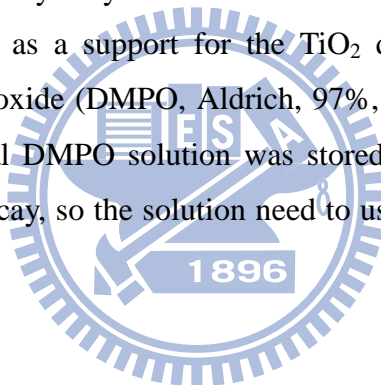 as a support for the TiO₂
oxide (DMPO, Aldrich, 97%,
l DMPO solution was stored
cay, so the solution need to us
ES A
1896